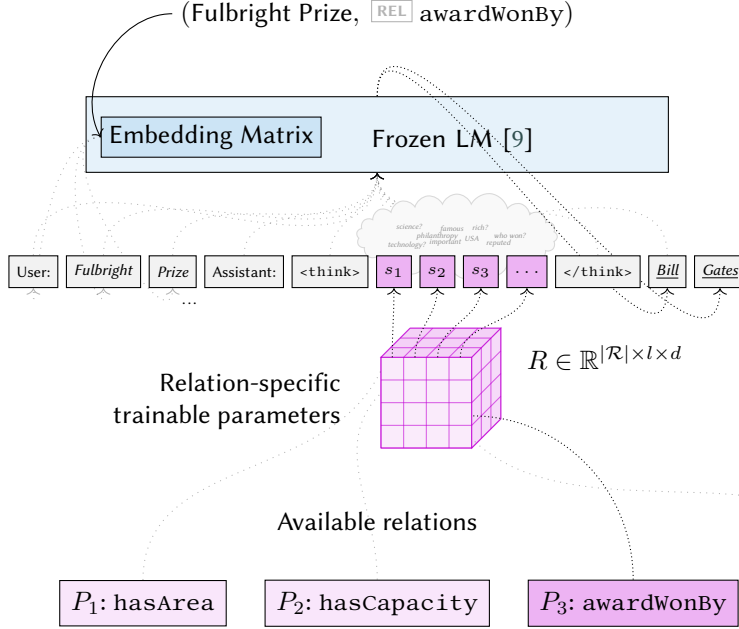 (Fulbright Prize, REL awardWonBy)
Embedding Matrix
Frozen LM [9]
science? famous rich?
philanthropy USA who won?
technology? important reputed
User: Fulbright Prize Assistant: <think> s1 s2 s3 ... </think> Bill Gates
...
R ∈ ℝ^{|ℛ|×l×d}
Relation-specific
trainable parameters
Available relations
P1: hasArea P2: hasCapacity P3: awardWonBy